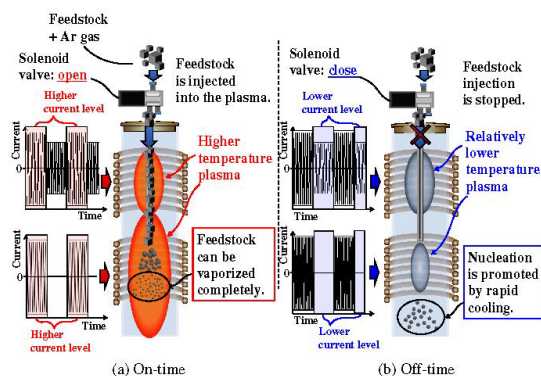 Feedstock
+ Ar gas
Solenoid
valve: open
Feedstock
is injected
into the plasma.
Higher
current level
Current
0
Time
Higher
temperature
plasma
Current
0
Time
Higher
current level
Feedstock
can be
vaporized
completely.
(a) On-time
Solenoid
valve: close
Feedstock
injection
is stopped.
Lower
current level
Current
0
Time
Relatively
lower
temperature
plasma
Current
0
Time
Lower
current level
Nucleation
is promoted
by rapid
cooling.
(b) Off-time